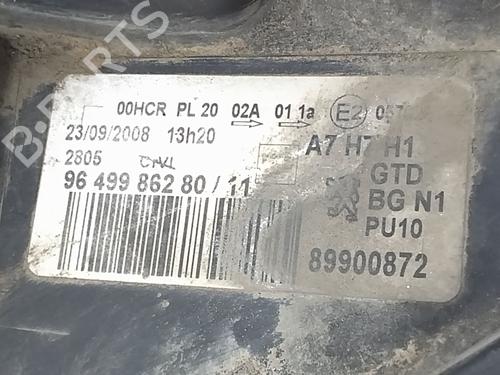 00HCR PL 20 02A 01 1a E2
23/09/2008 13h20
A7 H7 H1
2805
GTD
96 499 862 80 / 11
BG N1
PU10
89900872
B-PARTS